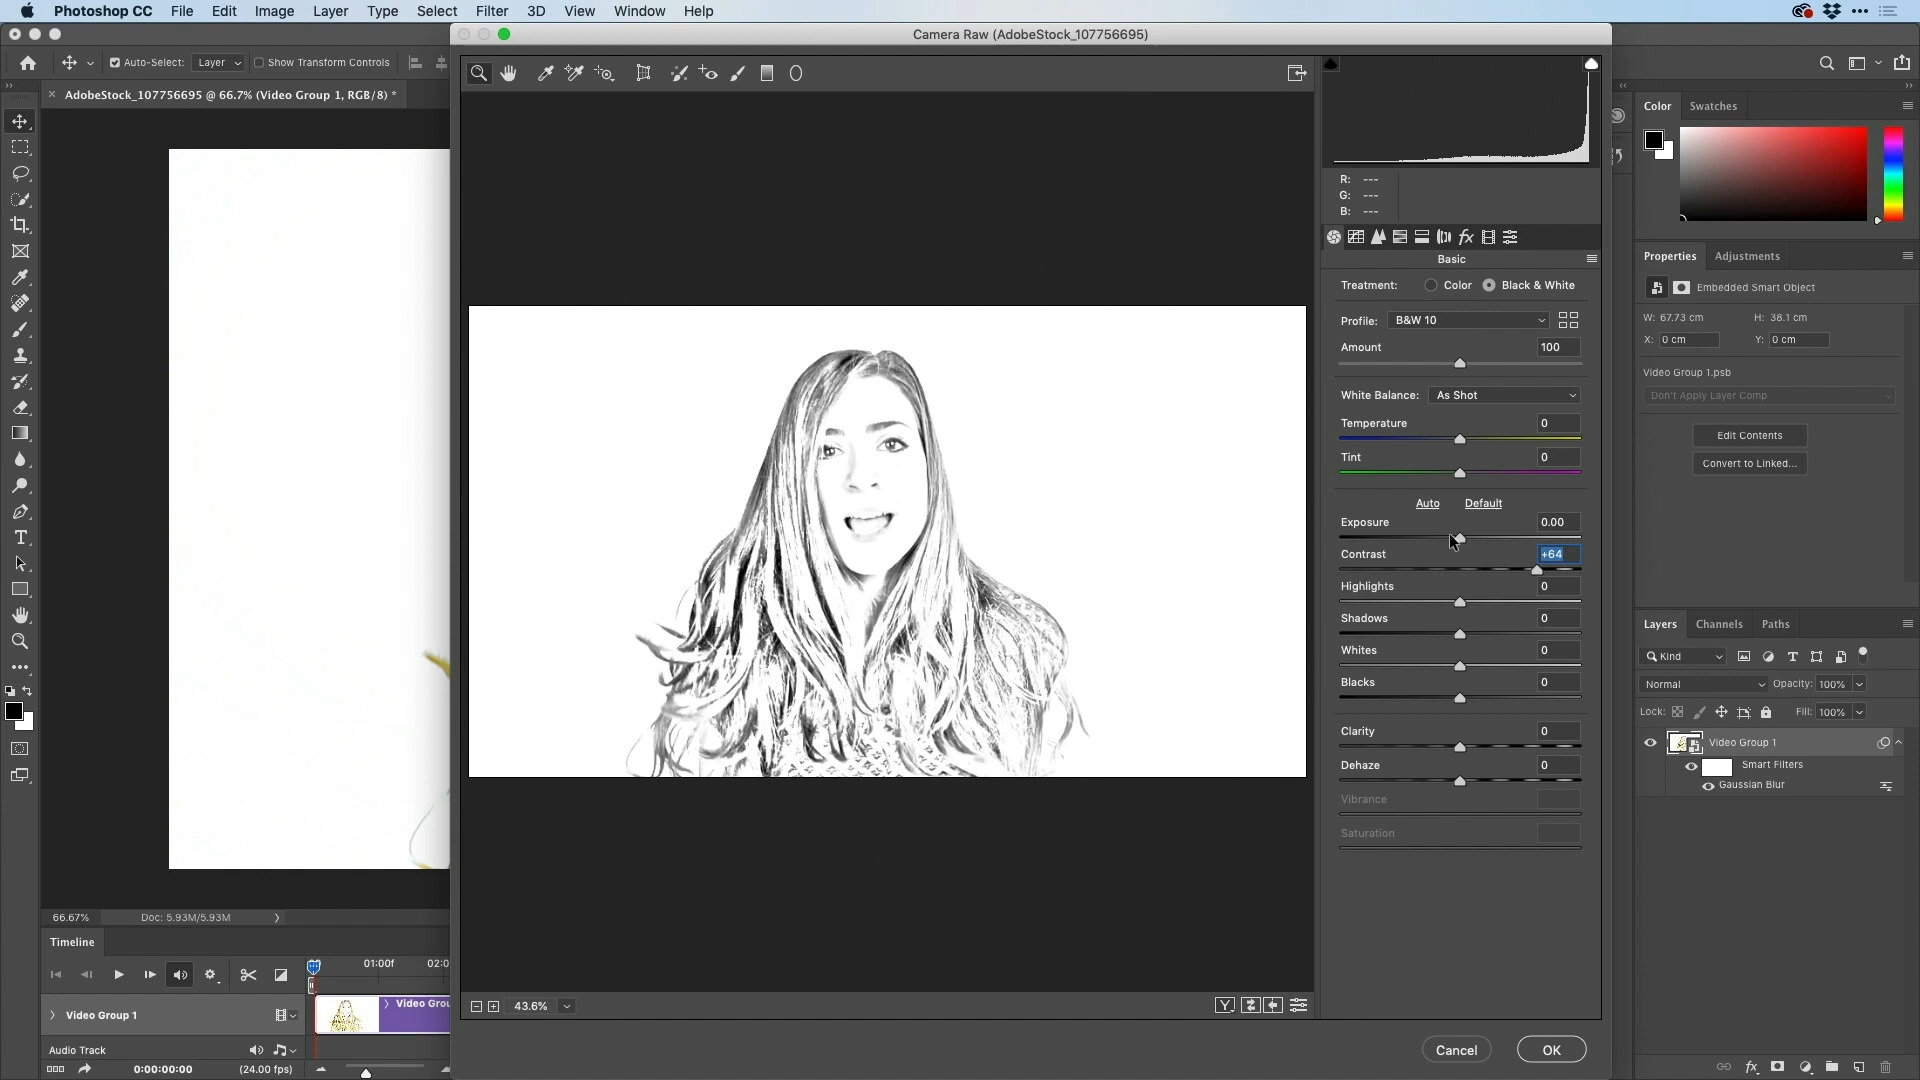 Photoshop CC File Edit Image Layer Type Select Filter 3D View Window Help
Camera Raw (AdobeStock_107756695)
Auto-Select: Layer Show Transform Controls
AdobeStock_107756695 @ 66.7% (Video Group 1, RGB/8) *
R: ---
G: ---
B: ---
Basic
Treatment: Color Black & White
Profile: B&W 10
Amount 100
White Balance: As Shot
Temperature 0
Tint 0
Auto Default
Exposure 0.00
Contrast +64
Highlights 0
Shadows 0
Whites 0
Blacks 0
Clarity 0
Dehaze 0
Vibrance
Saturation
43.6%
Cancel OK
Color Swatches
Properties Adjustments
Embedded Smart Object
W: 67.73 cm H: 38.1 cm
X: 0 cm Y: 0 cm
Video Group 1.psb
Don't Apply Layer Comp
Edit Contents
Convert to Linked...
Layers Channels Paths
Kind
Normal Opacity: 100%
Lock: Fill: 100%
Video Group 1
Smart Filters
Gaussian Blur
66.67% Doc: 5.93M/5.93M
Timeline
01:00f 02:0
Video Group 1 Video Grou
Audio Track
0:00:00:00 (24.00 fps)